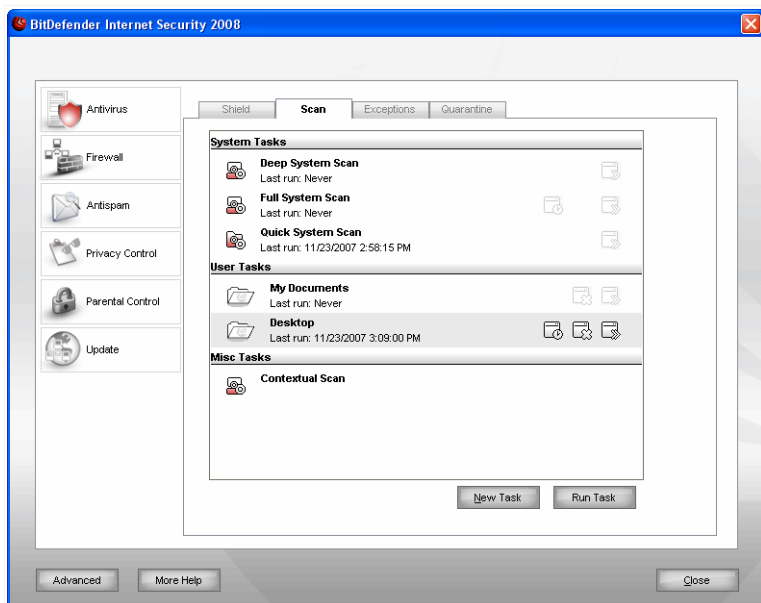 BitDefender Internet Security 2008
Antivirus
Firewall
Antispam
Privacy Control
Parental Control
Update
Shield
Scan
Exceptions
Quarantine
System Tasks
Deep System Scan
Last run: Never
Full System Scan
Last run: Never
Quick System Scan
Last run: 11/23/2007 2:58:15 PM
User Tasks
My Documents
Last run: Never
Desktop
Last run: 11/23/2007 3:09:00 PM
Misc Tasks
Contextual Scan
New Task
Run Task
Advanced
More Help
Close